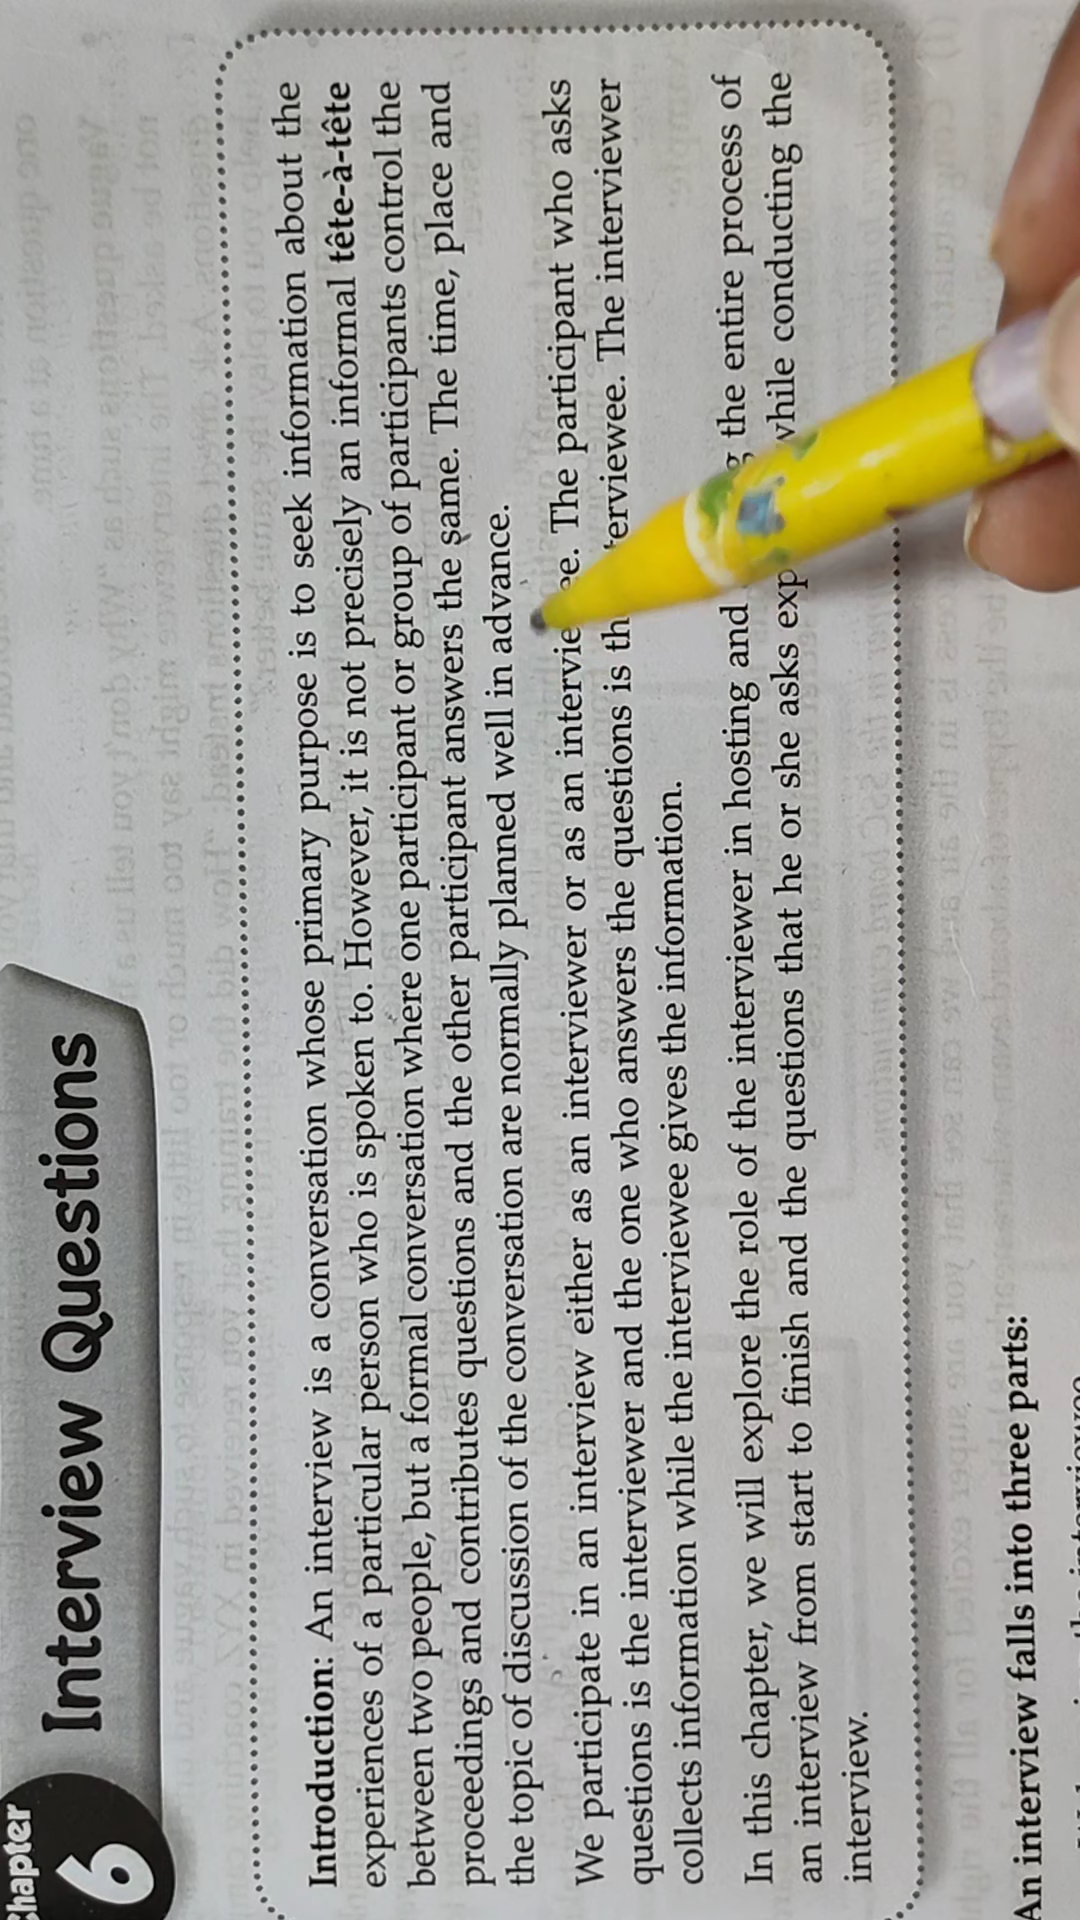 Chapter
6
Interview Questions
Introduction: An interview is a conversation whose primary purpose is to seek information about the
experiences of a particular person who is spoken to. However, it is not precisely an informal tête-à-tête
between two people, but a formal conversation where one participant or group of participants control the
proceedings and contributes questions and the other participant answers the same. The time, place and
the topic of discussion of the conversation are normally planned well in advance.
We participate in an interview either as an interviewer or as an interviewee. The participant who asks
questions is the interviewer and the one who answers the questions is the interviewee. The interviewer
collects information while the interviewee gives the information.
In this chapter, we will explore the role of the interviewer in hosting and the entire process of
an interview from start to finish and the questions that he or she asks while conducting the
interview.
An interview falls into three parts: